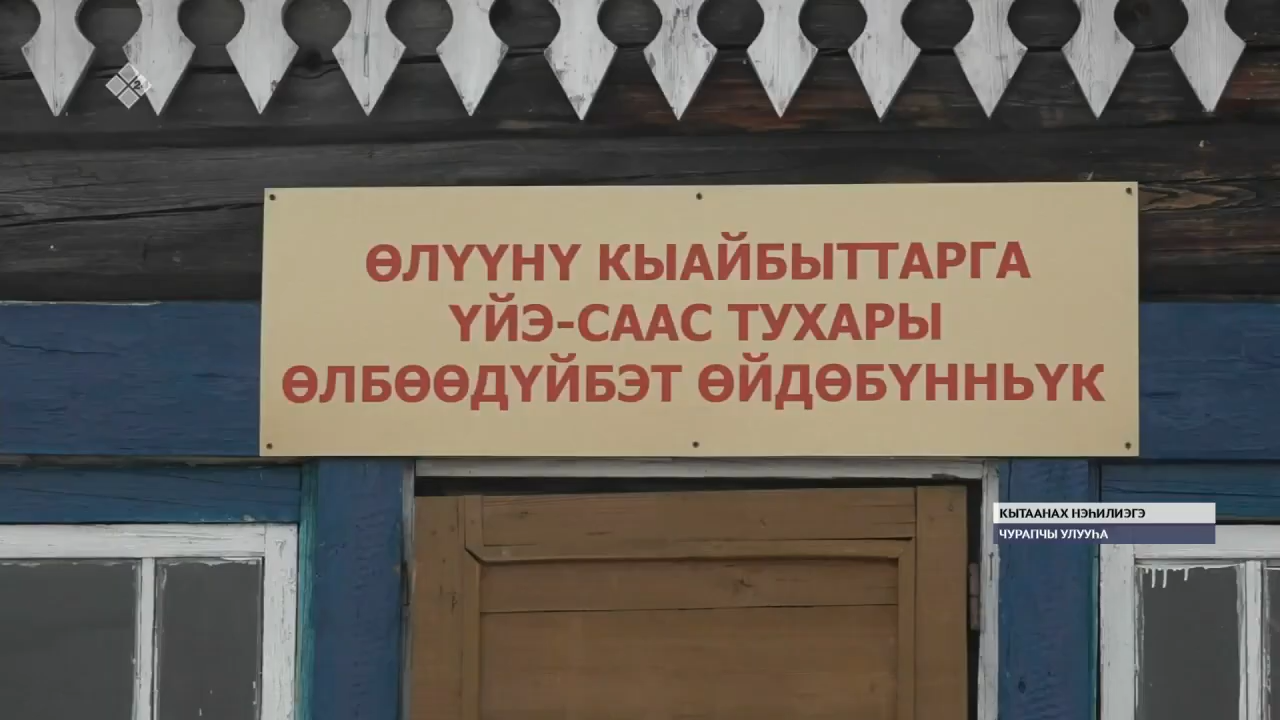 ӨЛҮҮНҮ КЫАЙБЫТТАРГА
ҮЙЭ-СААС ТУХАРЫ
ӨЛБӨӨДҮЙБЭТ ӨЙДӨБҮННЬҮК
КЫТААНАХ НЭҺИЛИЭГЭ
ЧУРАПЧЫ УЛУУҺА